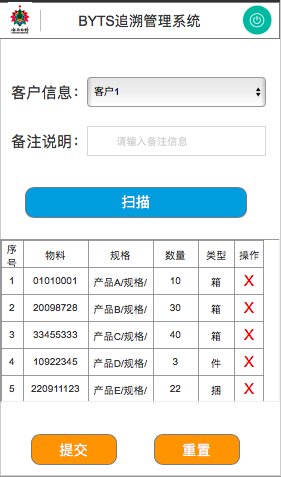 BYTS追溯管理系统
客户信息： 客户1
备注说明： 请输入备注信息
扫描
序号 物料 规格 数量 类型 操作
1 01010001 产品A/规格/ 10 箱 X
2 20098728 产品B/规格/ 30 箱 X
3 33455333 产品C/规格/ 40 箱 X
4 10922345 产品D/规格/ 3 件 X
5 220911123 产品E/规格/ 22 捆 X
提交 重置